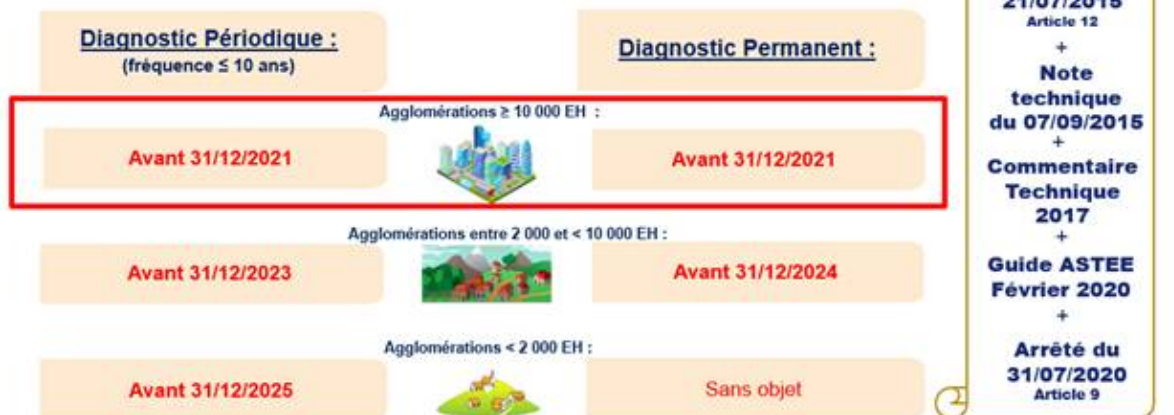 Diagnostic Périodique :
(fréquence ≤ 10 ans)
Diagnostic Permanent :
Agglomérations ≥ 10 000 EH :
Avant 31/12/2021
Avant 31/12/2021
Agglomérations entre 2 000 et < 10 000 EH :
Avant 31/12/2023
Avant 31/12/2024
Agglomérations < 2 000 EH :
Avant 31/12/2025
Sans objet
21/07/2015
Article 12
+
Note
technique
du 07/09/2015
+
Commentaire
Technique
2017
+
Guide ASTEE
Février 2020
+
Arrêté du
31/07/2020
Article 9